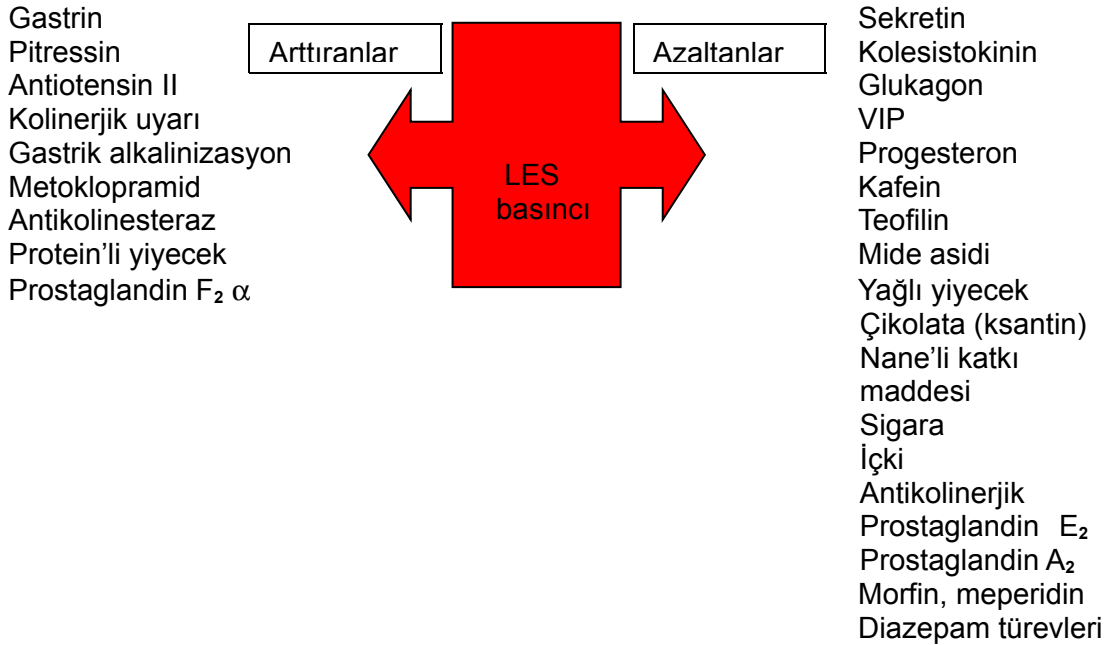 Gastrin
Pitressin
Antiotensin II
Kolinerjik uyarı
Gastrik alkalinizasyon
Metoklopramid
Antikolinesteraz
Protein’li yiyecek
Prostaglandin F₂ α
Arttıranlar
LES
basıncı
Azaltanlar
Sekretin
Kolesistokinin
Glukagon
VIP
Progesteron
Kafein
Teofilin
Mide asidi
Yağlı yiyecek
Çikolata (ksantin)
Nane’li katkı
maddesi
Sigara
İçki
Antikolinerjik
Prostaglandin E₂
Prostaglandin A₂
Morfin, meperidin
Diazepam türevleri